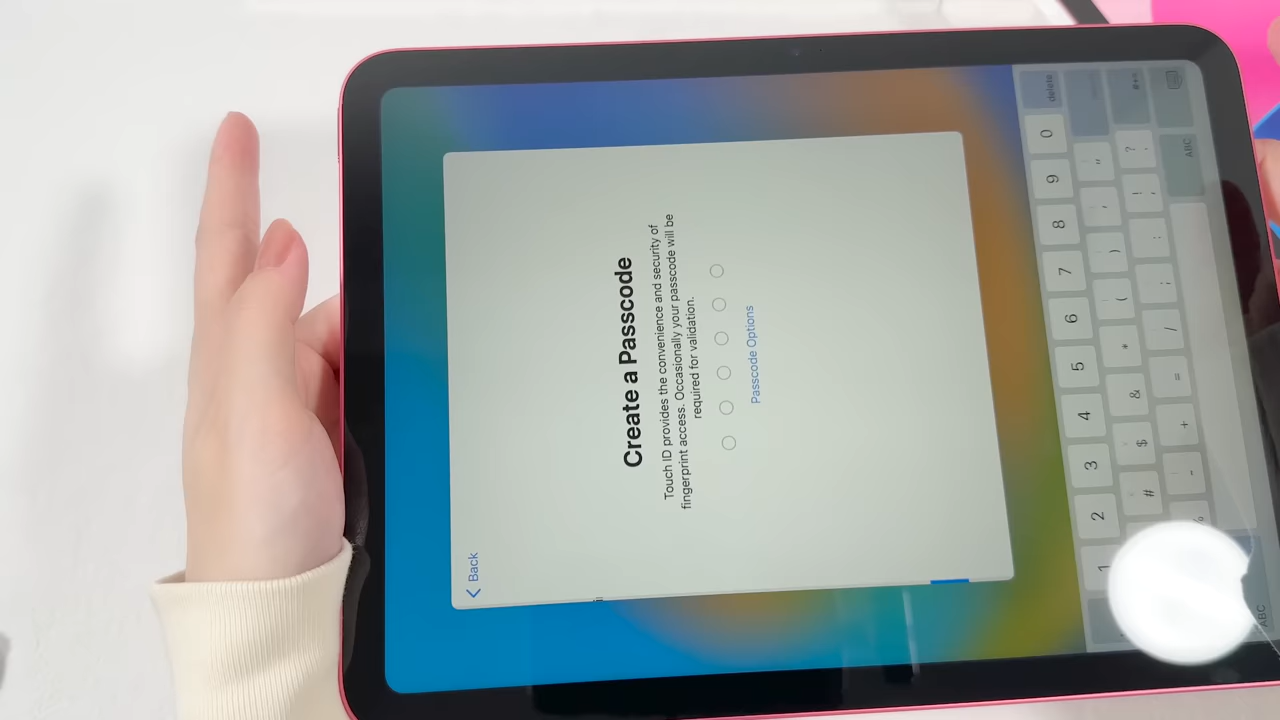 Back
Create a Passcode
Touch ID provides the convenience and security of
fingerprint access. Occasionally your passcode will be
required for validation.
Passcode Options
1 2 3 4 5 6 7 8 9 0 delete
# $ & * ( ) ' "
% - + = / ; : ! ?
ABC ABC